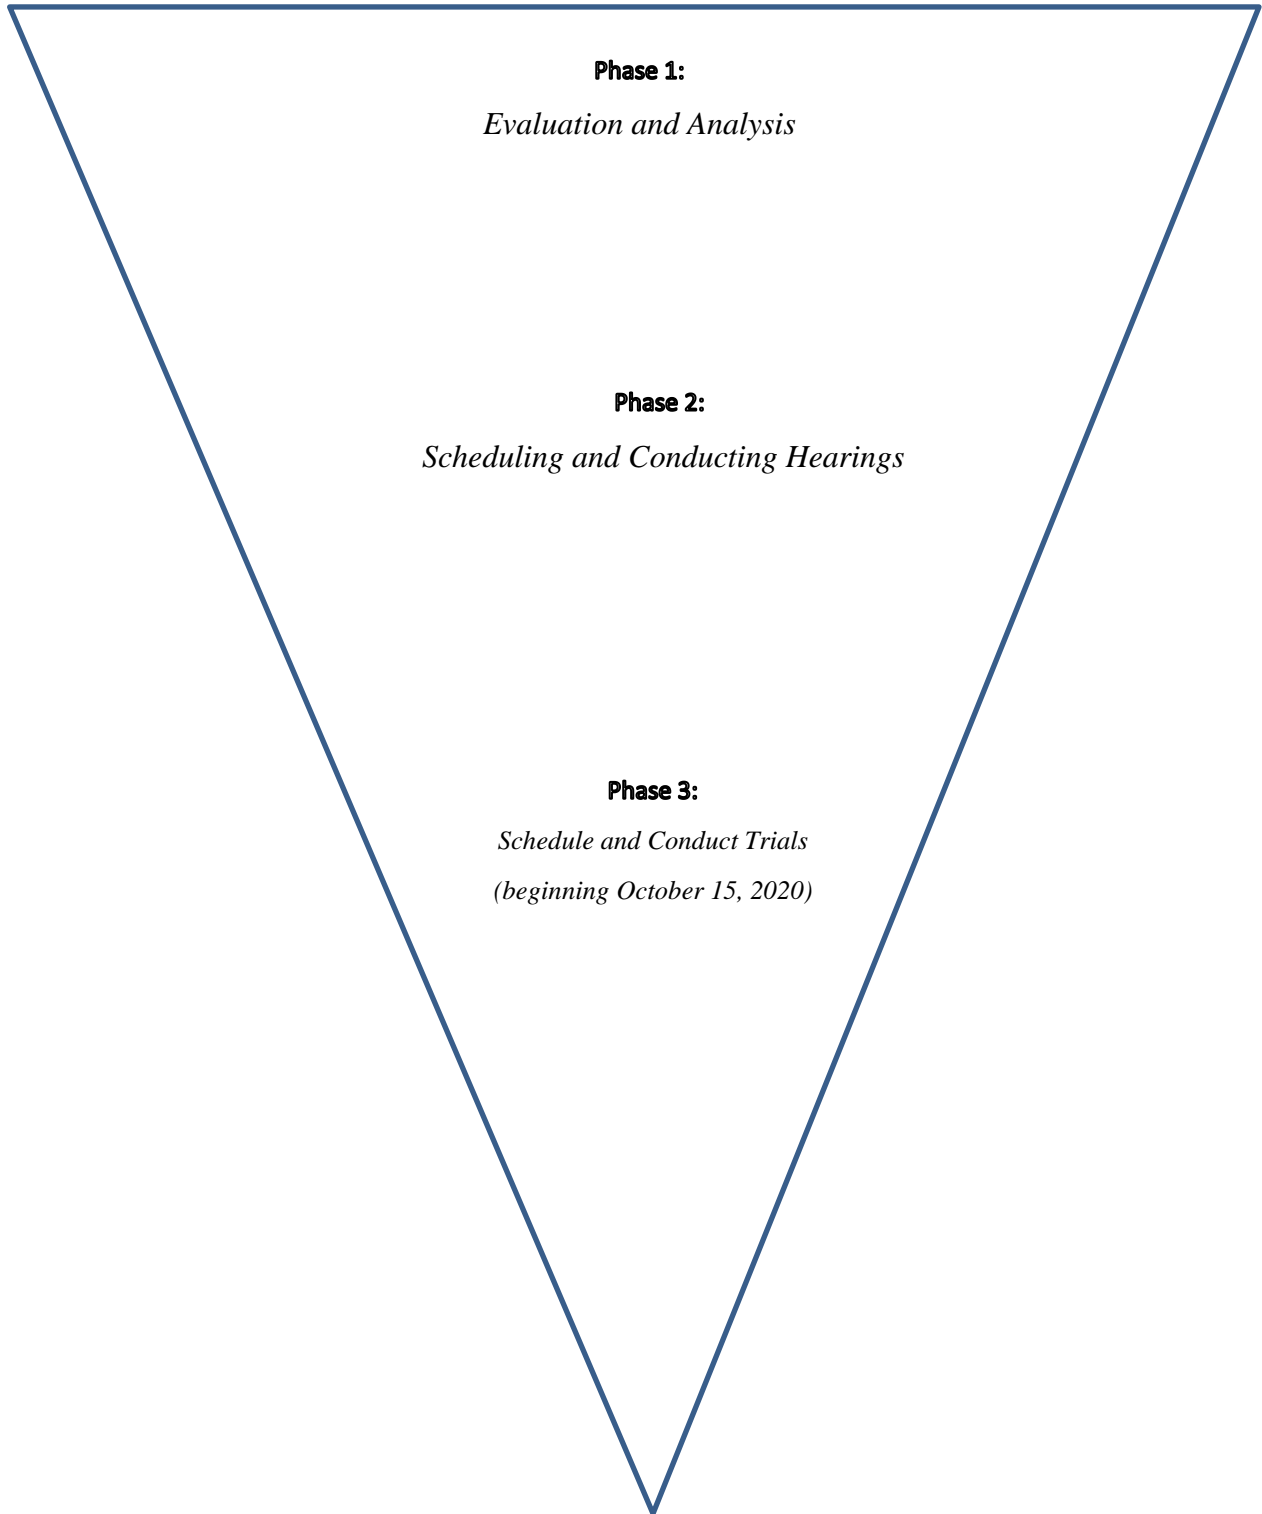 Phase 1:
Evaluation and Analysis
Phase 2:
Scheduling and Conducting Hearings
Phase 3:
Schedule and Conduct Trials
(beginning October 15, 2020)